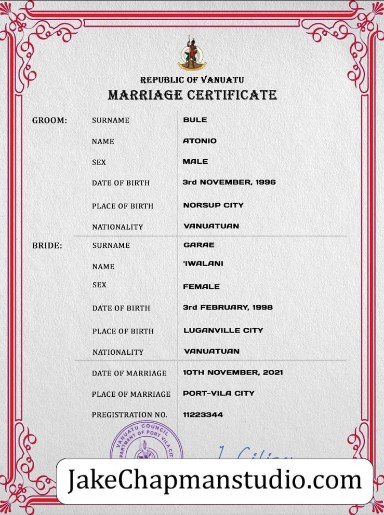 REPUBLIC OF VANUATU
MARRIAGE CERTIFICATE
GROOM: SURNAME BULE
NAME ATONIO
SEX MALE
DATE OF BIRTH 3rd NOVEMBER, 1996
PLACE OF BIRTH NORSUP CITY
NATIONALITY VANUATUAN
BRIDE: SURNAME GARAE
NAME 'IWALANI
SEX FEMALE
DATE OF BIRTH 3rd FEBRUARY, 1998
PLACE OF BIRTH LUGANVILLE CITY
NATIONALITY VANUATUAN
DATE OF MARRIAGE 10TH NOVEMBER, 2021
PLACE OF MARRIAGE PORT-VILA CITY
PREGISTRATION NO. 11223344
VANUATU COUNCIL
DEPARTMENT OF PORT VILA CITY
JakeChapmanstudio.com